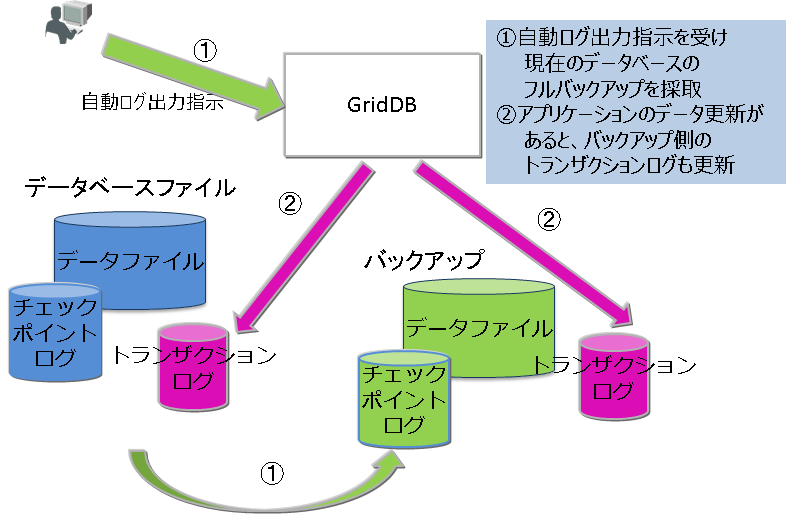 ①
自動ログ出力指示
GridDB
①自動ログ出力指示を受け
現在のデータベースの
フルバックアップを採取
②アプリケーションのデータ更新が
あると、バックアップ側の
トランザクションログも更新
②
②
データベースファイル
データファイル
チェック
ポイント
ログ
トランザクション
ログ
バックアップ
データファイル
チェック
ポイント
ログ
トランザクション
ログ
①